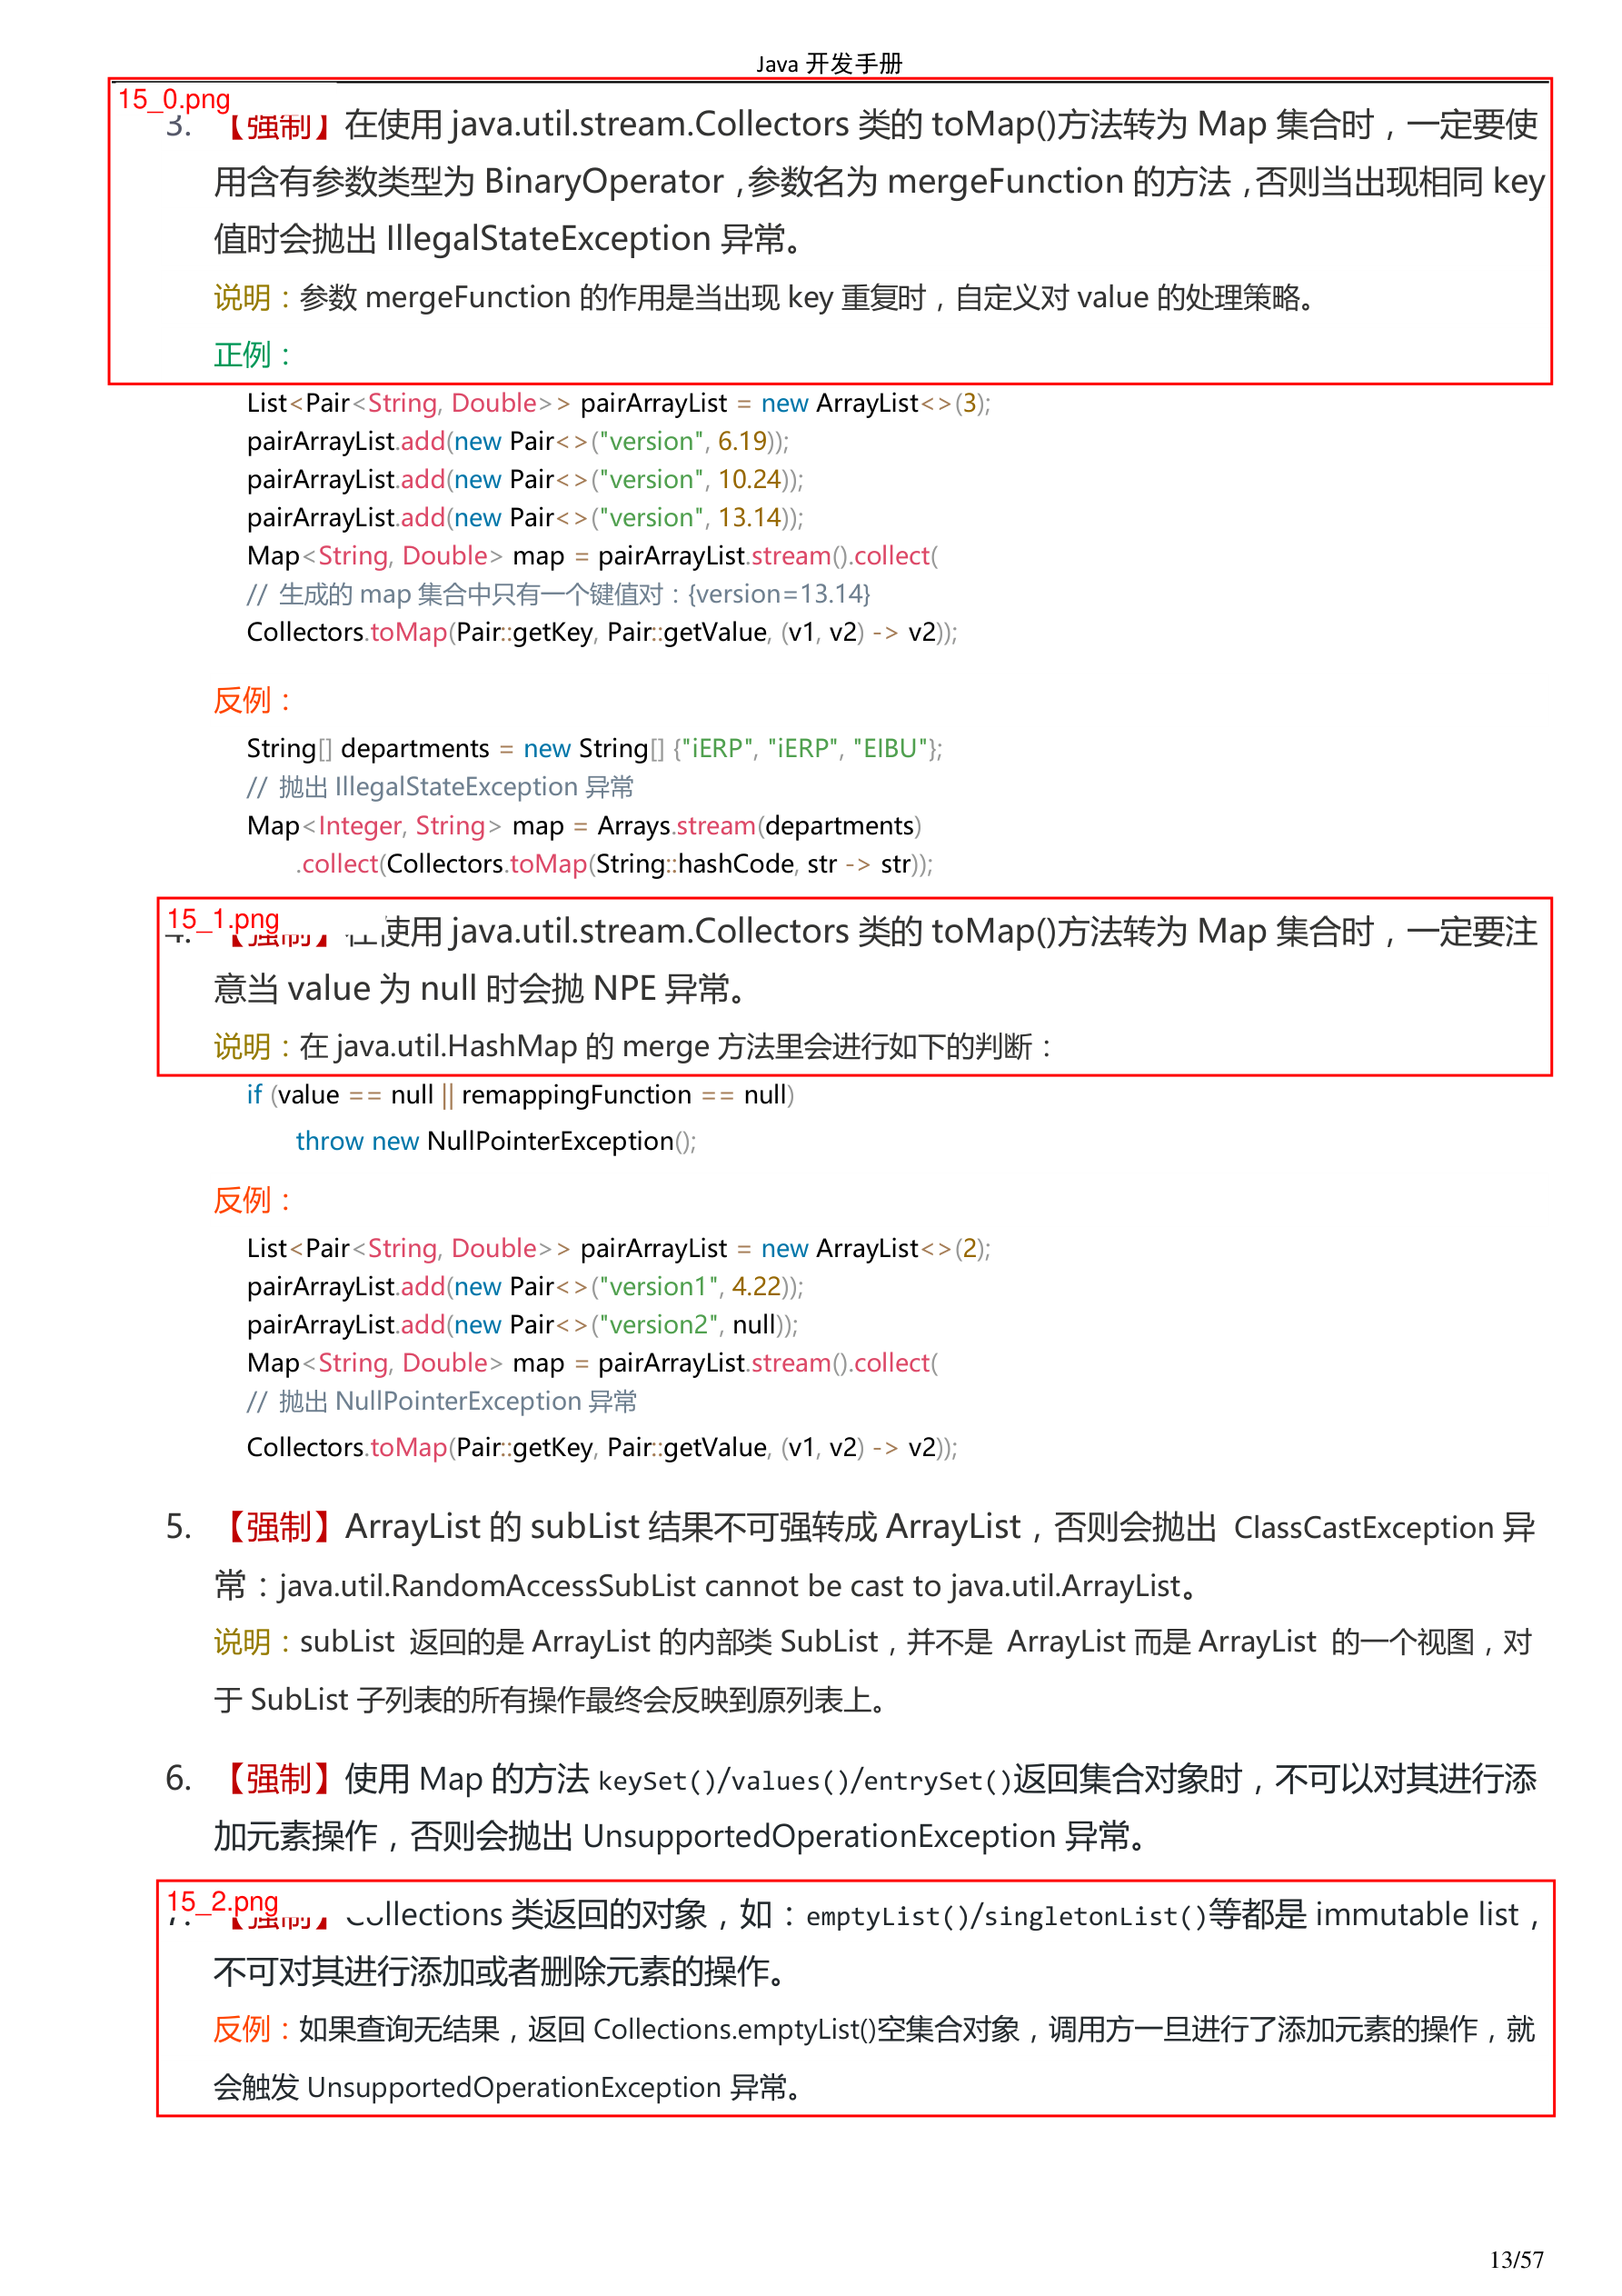 Java 开发手册
15_0.png
3. 【强制】在使用 java.util.stream.Collectors 类的 toMap()方法转为 Map 集合时，一定要使
用含有参数类型为 BinaryOperator，参数名为 mergeFunction 的方法，否则当出现相同 key
值时会抛出 IllegalStateException 异常。
说明：参数 mergeFunction 的作用是当出现 key 重复时，自定义对 value 的处理策略。
正例：
List<Pair<String, Double>> pairArrayList = new ArrayList<>(3);
pairArrayList.add(new Pair<>("version", 6.19));
pairArrayList.add(new Pair<>("version", 10.24));
pairArrayList.add(new Pair<>("version", 13.14));
Map<String, Double> map = pairArrayList.stream().collect(
// 生成的 map 集合中只有一个键值对：{version=13.14}
Collectors.toMap(Pair::getKey, Pair::getValue, (v1, v2) -> v2));
反例：
String[] departments = new String[] {"iERP", "iERP", "EIBU"};
// 抛出 IllegalStateException 异常
Map<Integer, String> map = Arrays.stream(departments)
.collect(Collectors.toMap(String::hashCode, str -> str));
15_1.png
4. 【强制】在使用 java.util.stream.Collectors 类的 toMap()方法转为 Map 集合时，一定要注
意当 value 为 null 时会抛 NPE 异常。
说明：在 java.util.HashMap 的 merge 方法里会进行如下的判断：
if (value == null || remappingFunction == null)
throw new NullPointerException();
反例：
List<Pair<String, Double>> pairArrayList = new ArrayList<>(2);
pairArrayList.add(new Pair<>("version1", 4.22));
pairArrayList.add(new Pair<>("version2", null));
Map<String, Double> map = pairArrayList.stream().collect(
// 抛出 NullPointerException 异常
Collectors.toMap(Pair::getKey, Pair::getValue, (v1, v2) -> v2));
5. 【强制】ArrayList 的 subList 结果不可强转成 ArrayList，否则会抛出 ClassCastException 异
常：java.util.RandomAccessSubList cannot be cast to java.util.ArrayList。
说明：subList 返回的是 ArrayList 的内部类 SubList，并不是 ArrayList 而是 ArrayList 的一个视图，对
于 SubList 子列表的所有操作最终会反映到原列表上。
6. 【强制】使用 Map 的方法 keySet()/values()/entrySet()返回集合对象时，不可以对其进行添
加元素操作，否则会抛出 UnsupportedOperationException 异常。
15_2.png
7. 【强制】Collections 类返回的对象，如：emptyList()/singletonList()等都是 immutable list，
不可对其进行添加或者删除元素的操作。
反例：如果查询无结果，返回 Collections.emptyList()空集合对象，调用方一旦进行了添加元素的操作，就
会触发 UnsupportedOperationException 异常。
13/57